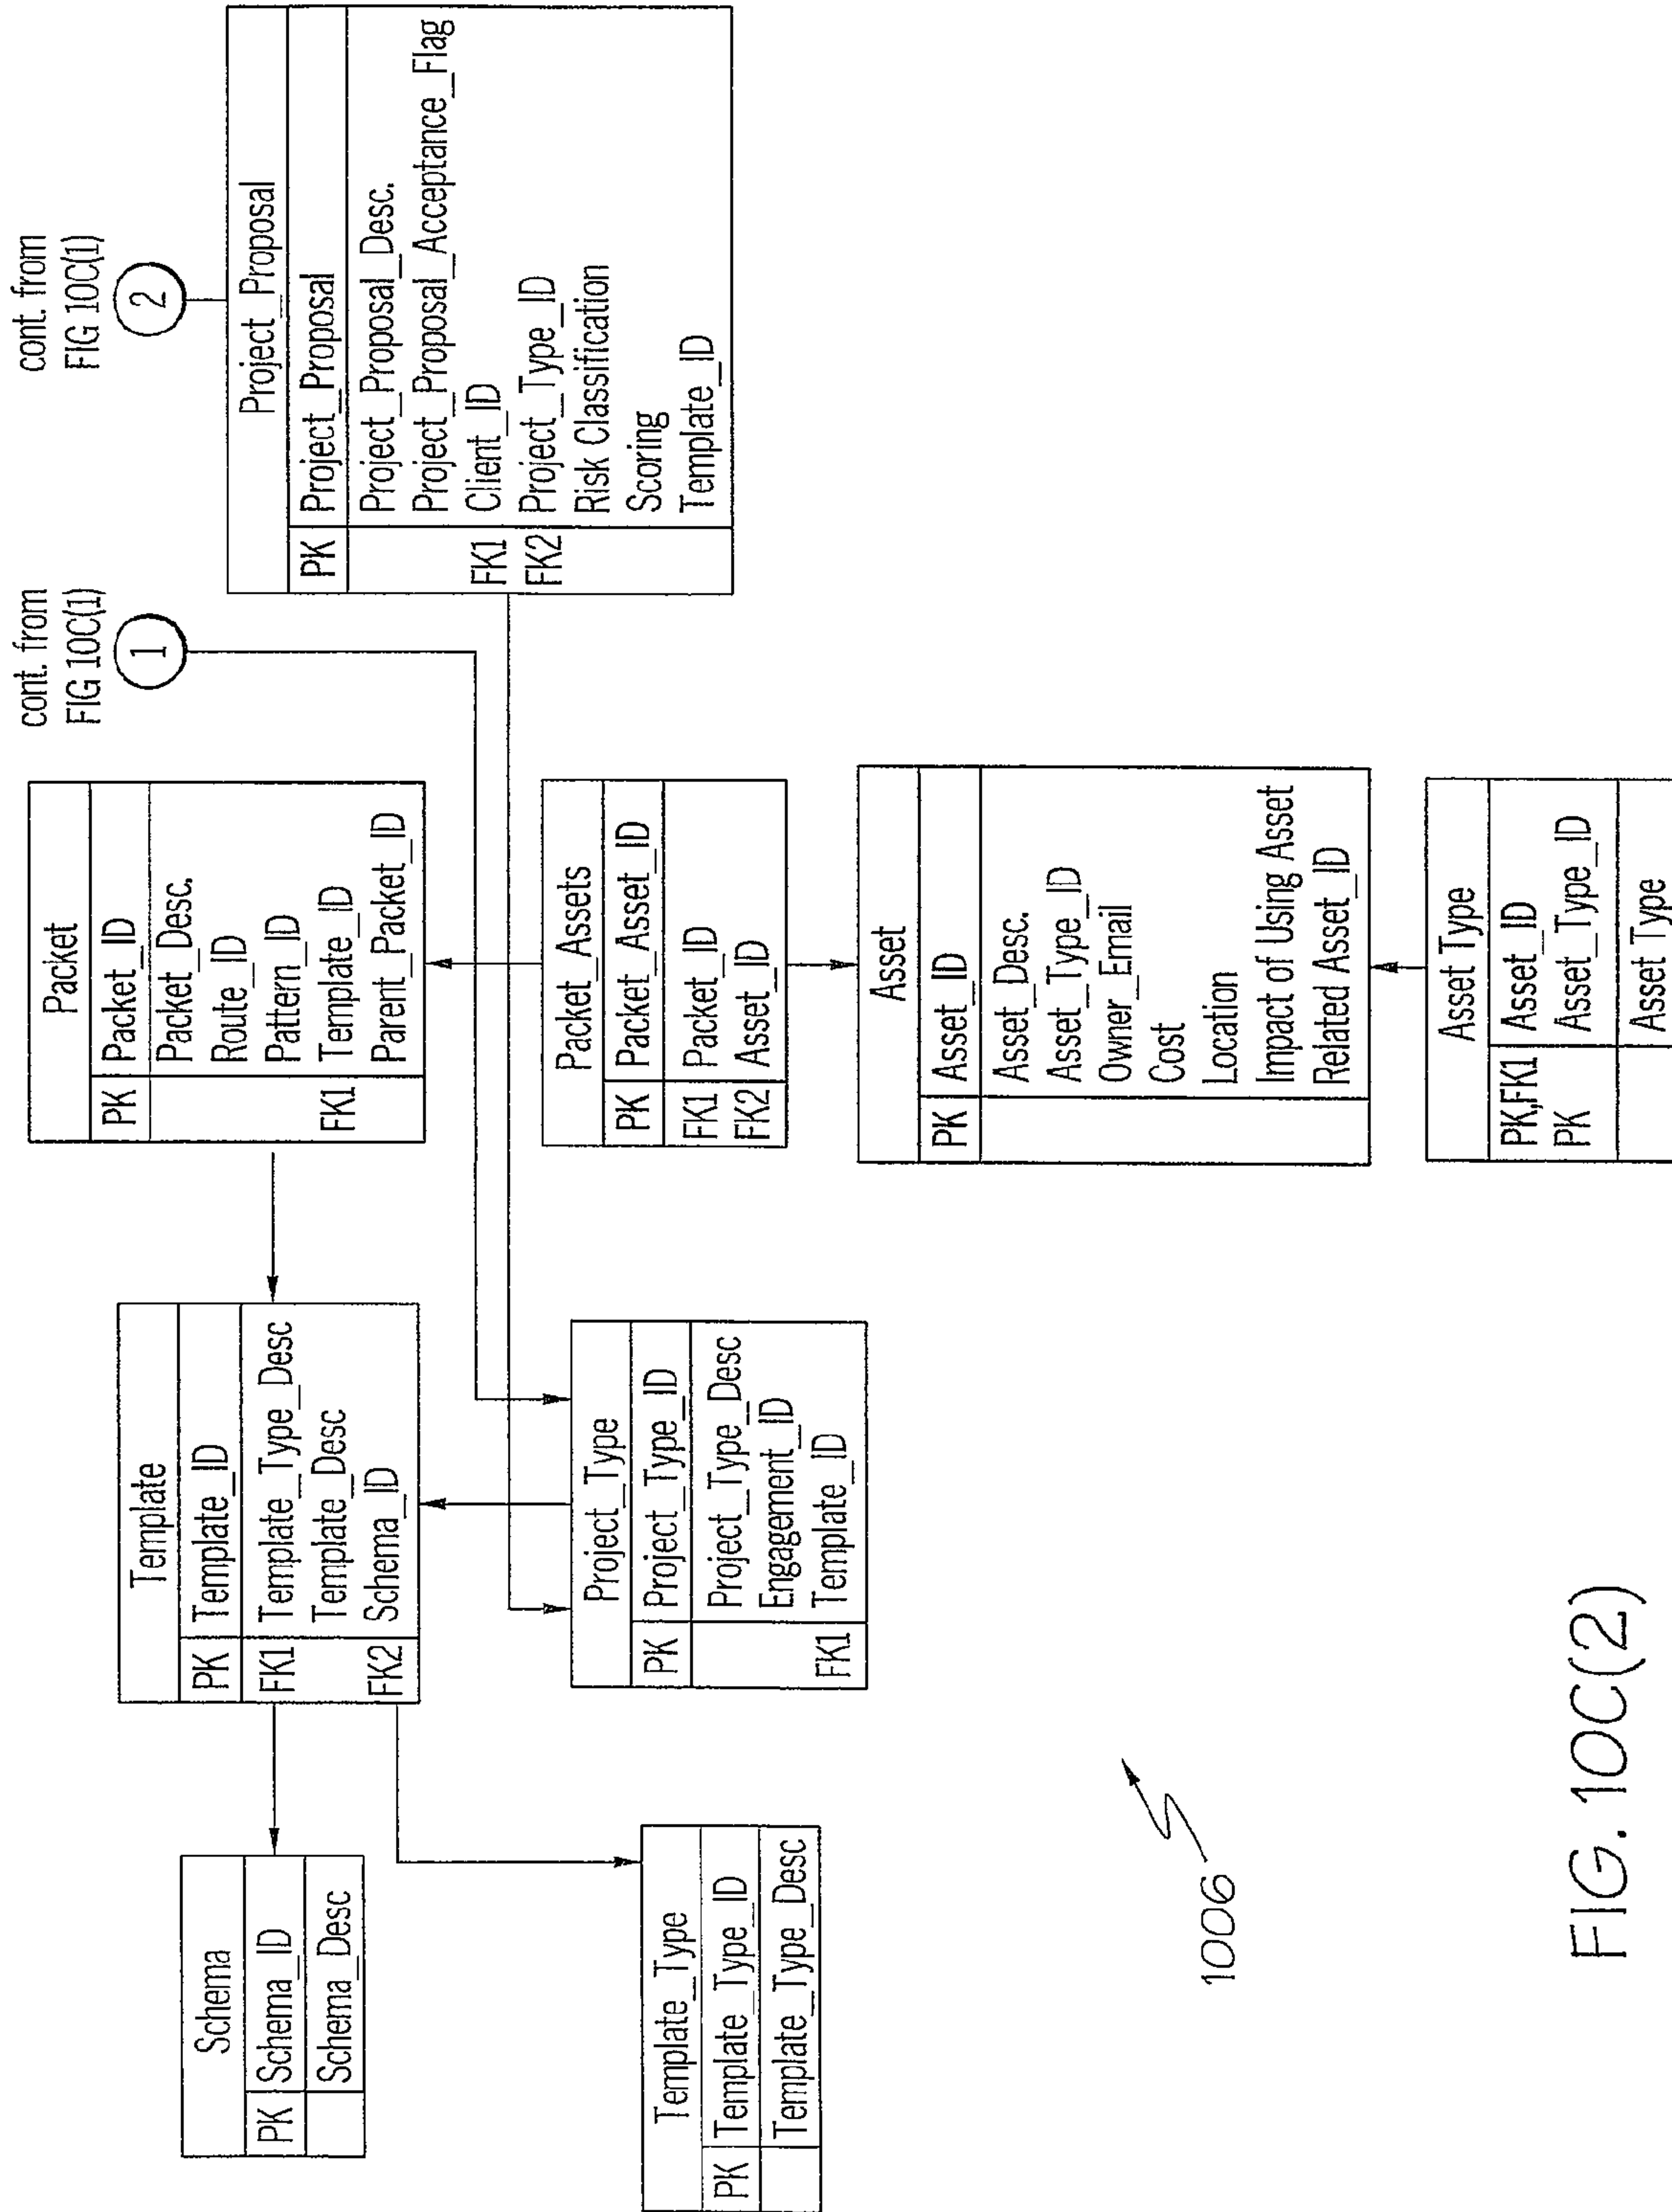 cont. from
FIG 10C(1)
2
cont. from
FIG 10C(1)
1
Project_Proposal
PK Project_Proposal
Project_Proposal_Desc.
Project_Proposal_Acceptance_Flag
FK1 Client_ID
FK2 Project_Type_ID
Risk Classification
Scoring
Template_ID
Packet
PK Packet_ID
Packet_Desc.
Route_ID
Pattern_ID
FK1 Template_ID
Parent_Packet_ID
Packet_Assets
PK Packet_Asset_ID
FK1 Packet_ID
FK2 Asset_ID
Asset
PK Asset_ID
Asset_Desc.
Asset_Type_ID
Owner_Email
Cost
Location
Impact of Using Asset
Related Asset_ID
Asset Type
PK,FK1 Asset_ID
PK Asset_Type_ID
Asset Type
Template
PK Template_ID
FK1 Template_Type_Desc
Template_Desc
FK2 Schema_ID
Project_Type
PK Project_Type_ID
Project_Type_Desc
Engagement_ID
FK1 Template_ID
Schema
PK Schema_ID
Schema_Desc
Template_Type
PK Template_Type_ID
Template_Type_Desc
1006
FIG. 10C(2)